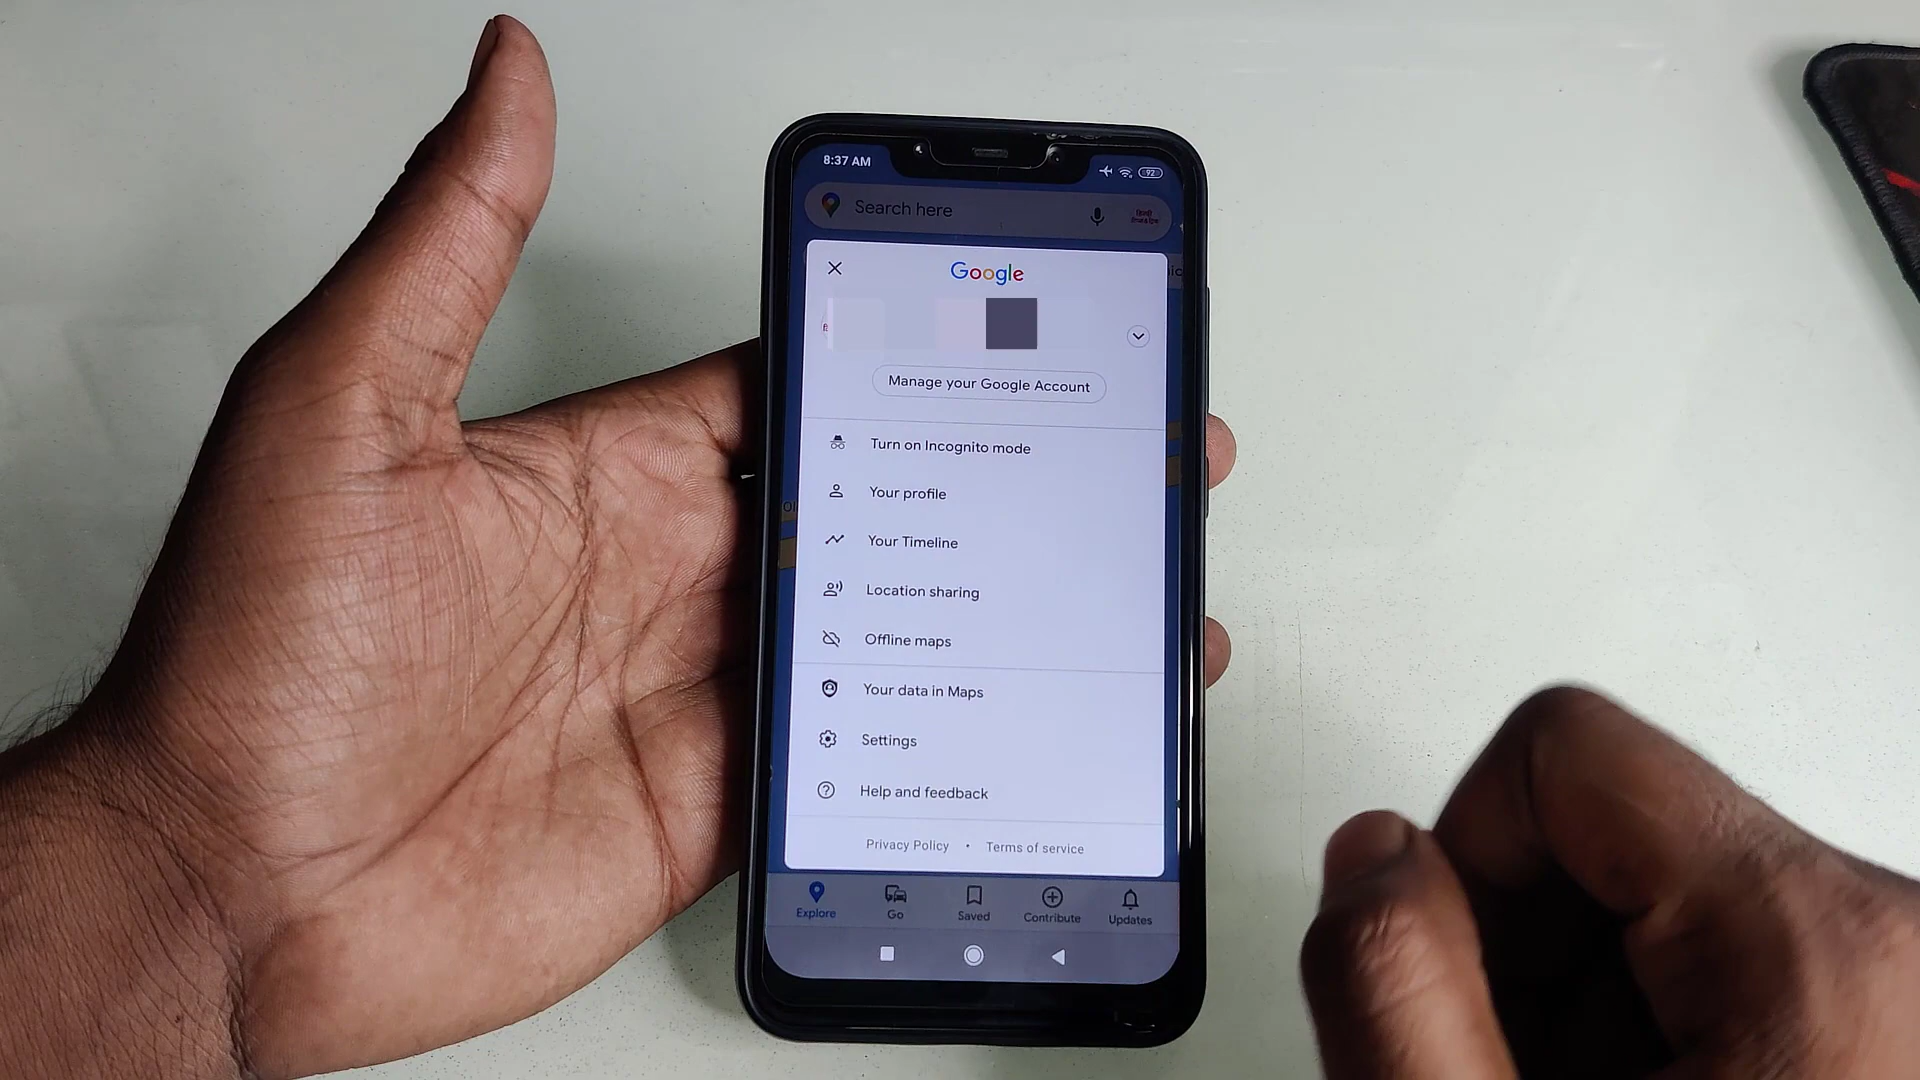 8:37 AM
92
Search here
Google
Manage your Google Account
Turn on Incognito mode
Your profile
Your Timeline
Location sharing
Offline maps
Your data in Maps
Settings
Help and feedback
Privacy Policy • Terms of service
Explore
Go
Saved
Contribute
Updates